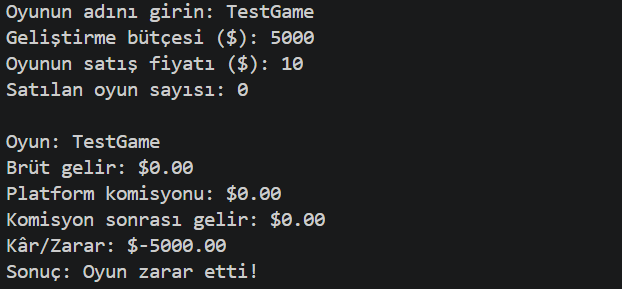 Oyunun adını girin: TestGame
Geliştirme bütçesi ($): 5000
Oyunun satış fiyatı ($): 10
Satılan oyun sayısı: 0
Oyun: TestGame
Brüt gelir: $0.00
Platform komisyonu: $0.00
Komisyon sonrası gelir: $0.00
Kâr/Zarar: $-5000.00
Sonuç: Oyun zarar etti!